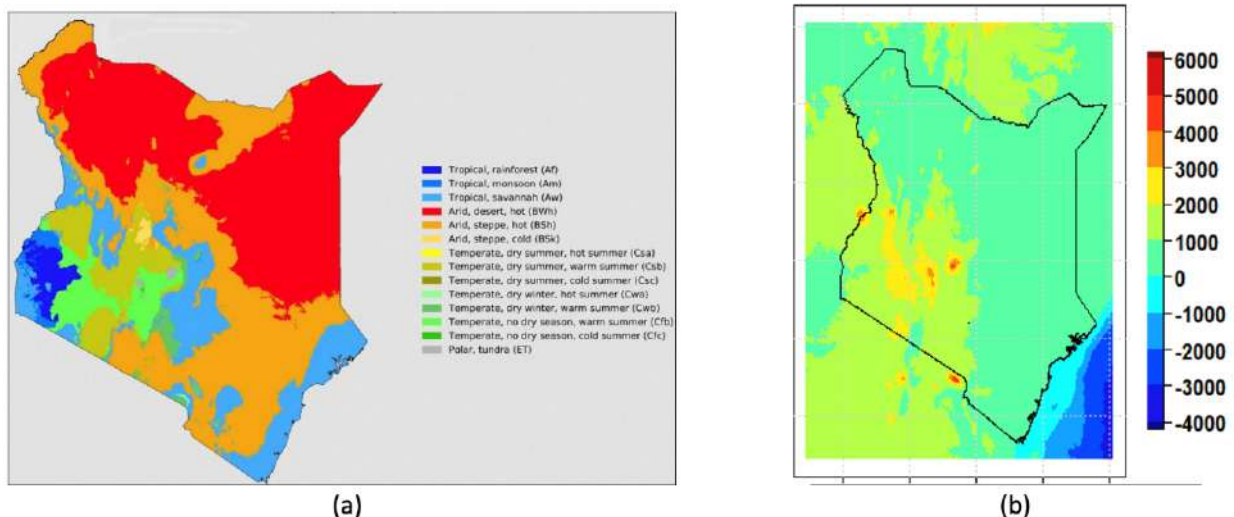 Tropical, rainforest (Af)
Tropical, monsoon (Am)
Tropical, savannah (Aw)
Arid, desert, hot (BWh)
Arid, steppe, hot (BSh)
Arid, steppe, cold (BSk)
Temperate, dry summer, hot summer (Csa)
Temperate, dry summer, warm summer (Csb)
Temperate, dry summer, cold summer (Csc)
Temperate, dry winter, hot summer (Cwa)
Temperate, dry winter, warm summer (Cwb)
Temperate, no dry season, warm summer (Cfb)
Temperate, no dry season, cold summer (Cfc)
Polar, tundra (ET)
(a)
6000
5000
4000
3000
2000
1000
0
-1000
-2000
-3000
-4000
(b)